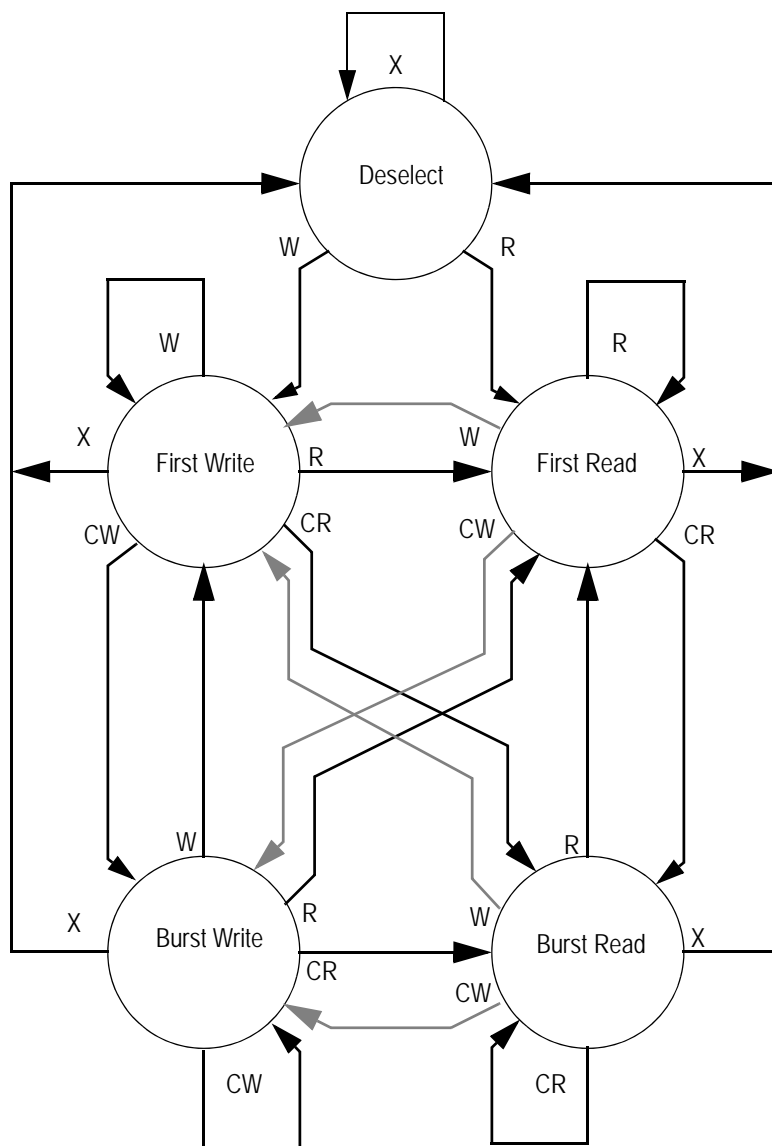 X
Deselect
W
R
W
R
X
W
First Write
R
First Read
X
CW
CR
CW
CR
W
R
X
R
W
Burst Write
Burst Read
X
CR
CW
CW
CR